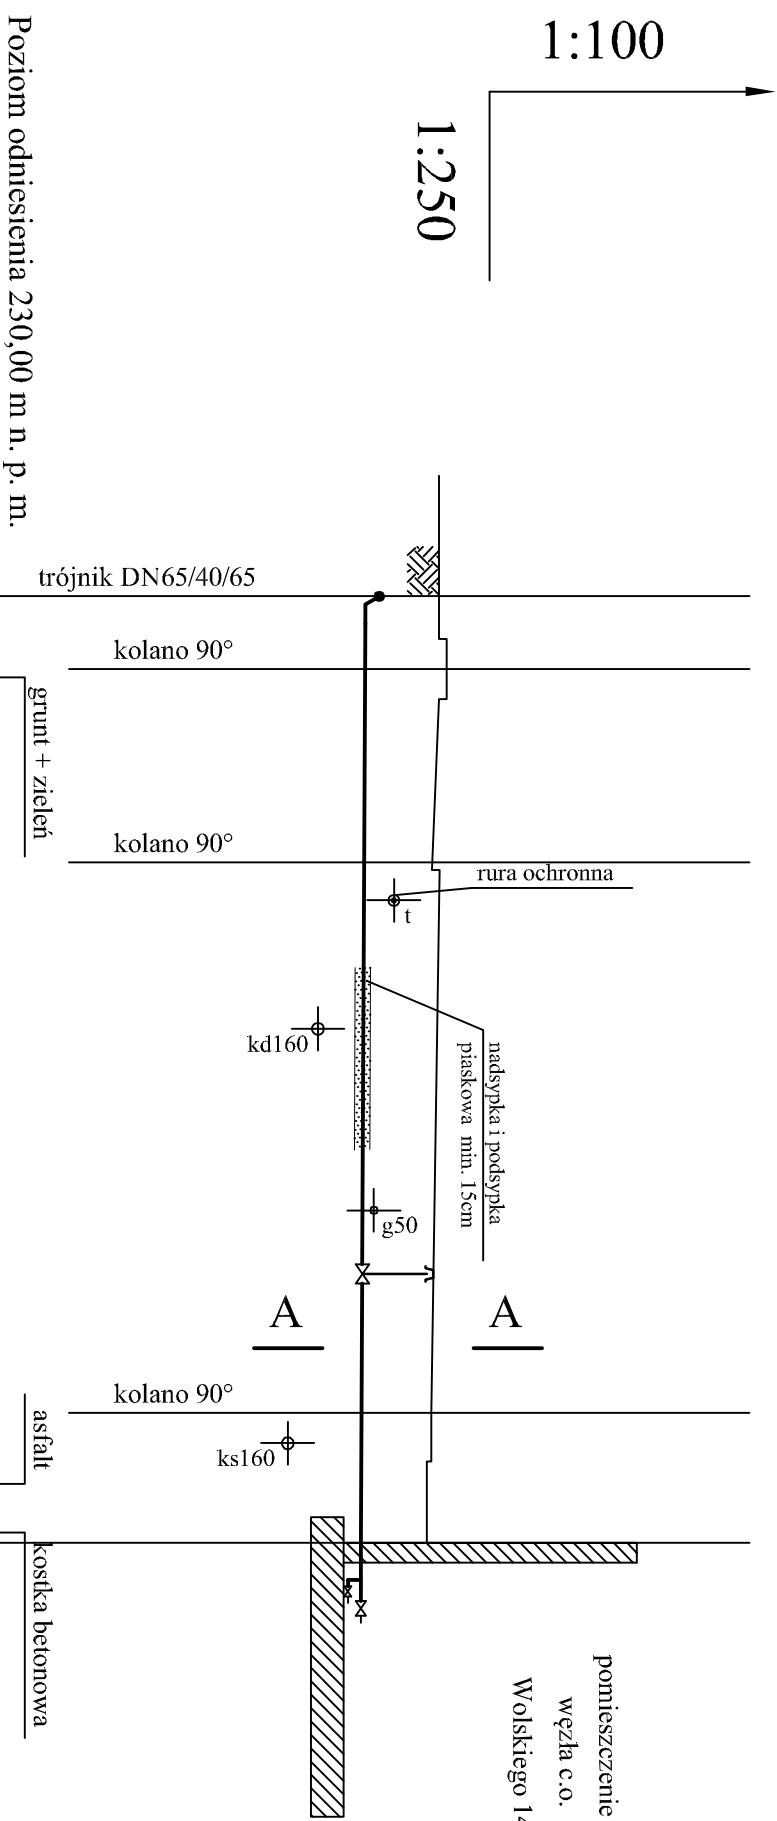 1:100
1:250
Poziom odniesienia 230,00 m n. p. m.
trójnik DN65/40/65
kolano 90°
grunt + zieleń
kolano 90°
rura ochronna
t
kd160
nadsypka i podsypka
piaskowa min. 15cm
g50
A
A
kolano 90°
asfalt
ks160
kostka betonowa
pomieszczenie
węzła c.o.
Wolskiego